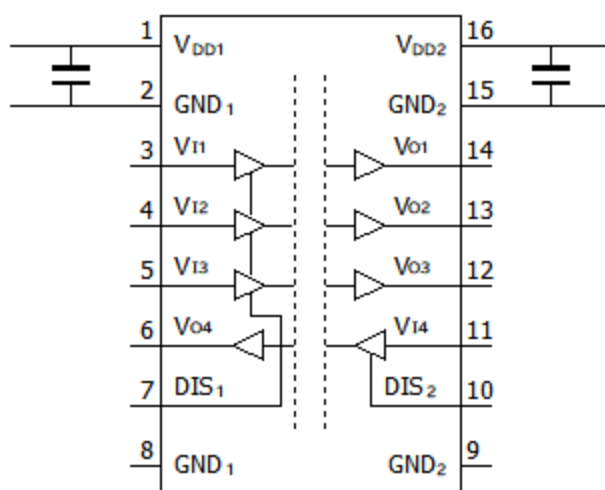 1 VDD1 VDD2 16
2 GND1 GND2 15
3 VI1 VO1 14
4 VI2 VO2 13
5 VI3 VO3 12
6 VO4 VI4 11
7 DIS1 DIS2 10
8 GND1 GND2 9